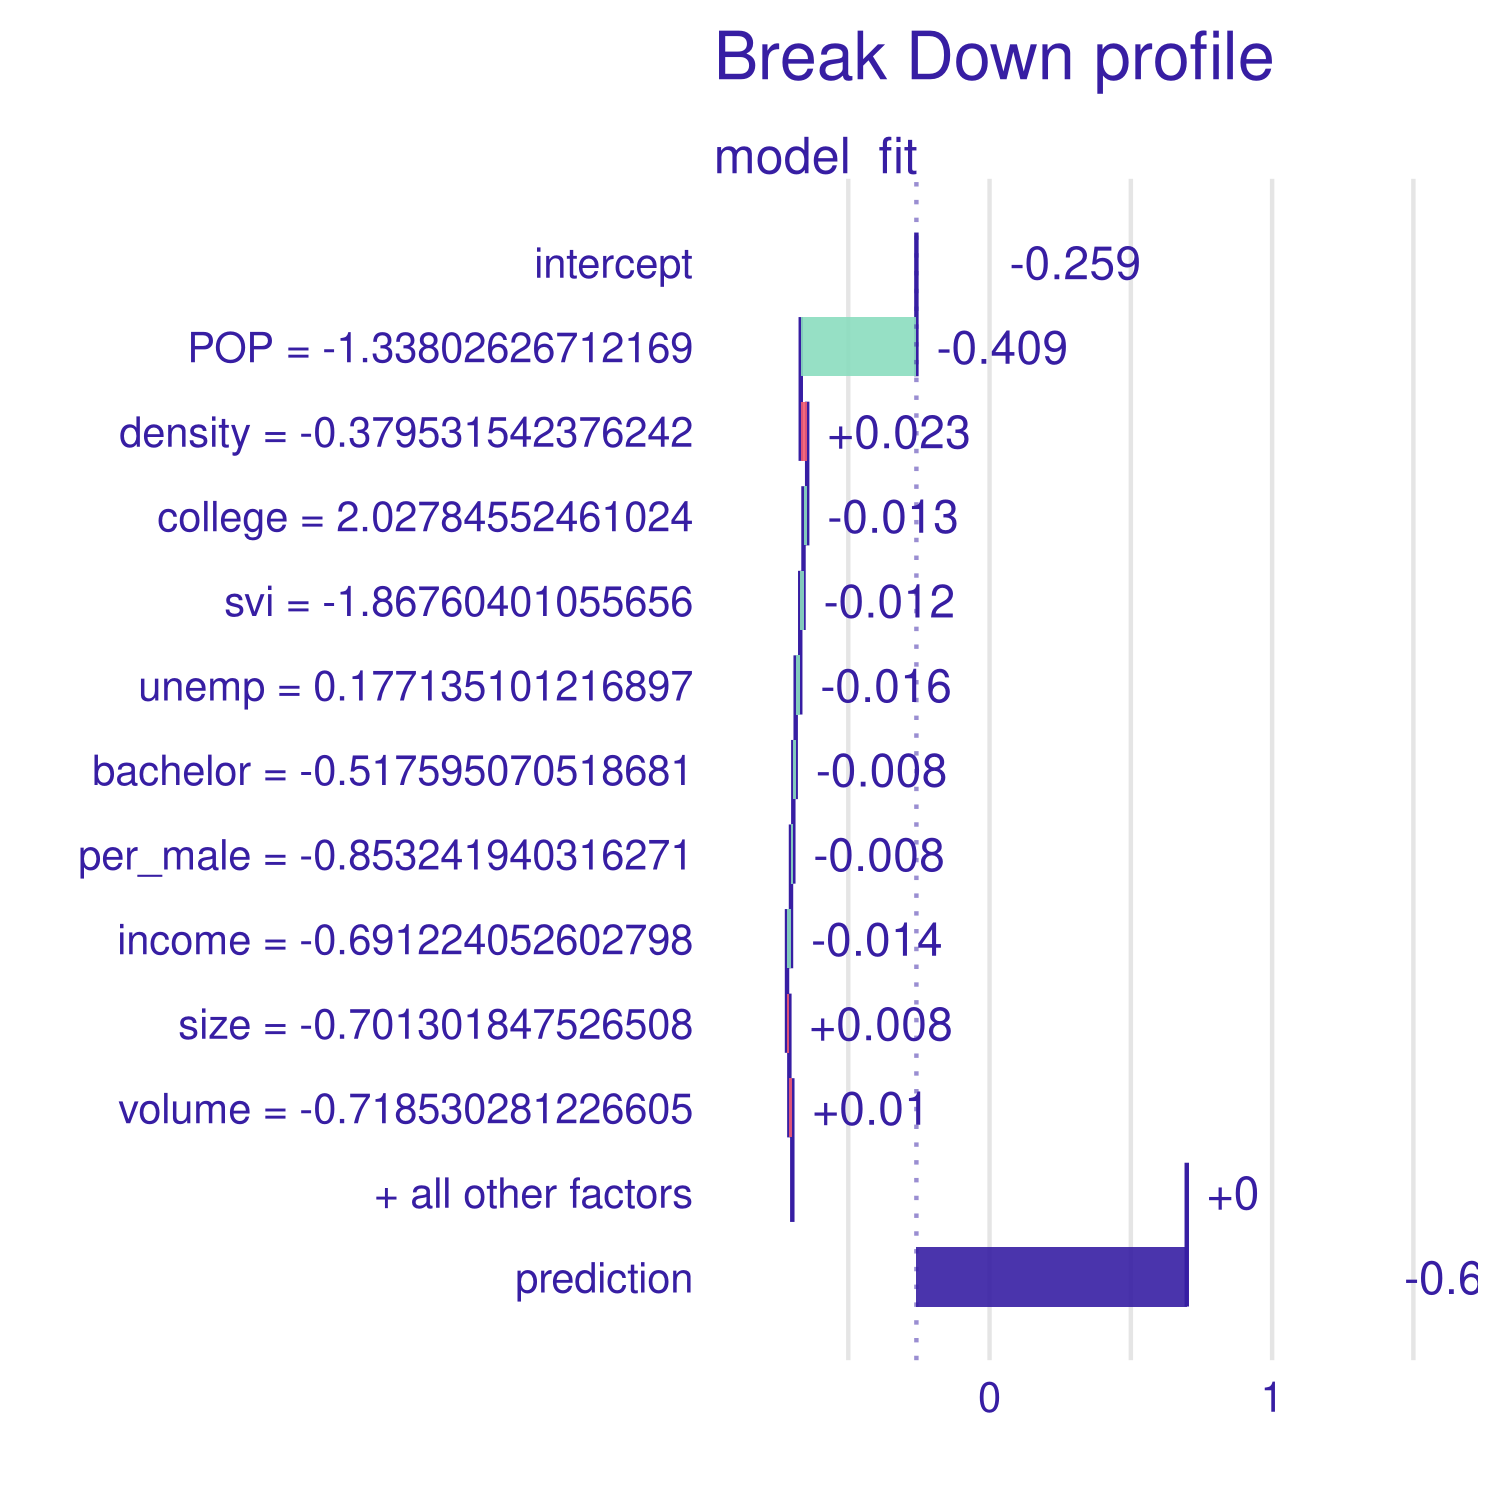 Break Down profile
model fit
intercept -0.259
POP = -1.33802626712169 -0.409
density = -0.379531542376242 +0.023
college = 2.02784552461024 -0.013
svi = -1.86760401055656 -0.012
unemp = 0.177135101216897 -0.016
bachelor = -0.517595070518681 -0.008
per_male = -0.853241940316271 -0.008
income = -0.691224052602798 -0.014
size = -0.701301847526508 +0.008
volume = -0.718530281226605 +0.01
+ all other factors +0
prediction -0.6
0 1